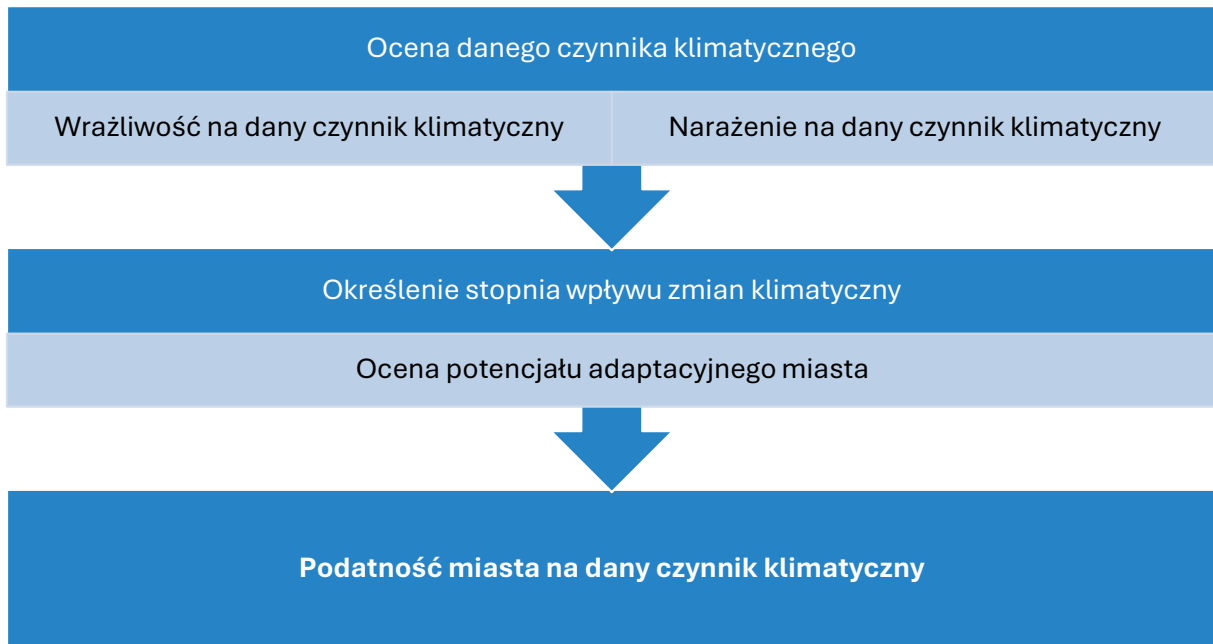 Ocena danego czynnika klimatycznego
Wrażliwość na dany czynnik klimatyczny
Narażenie na dany czynnik klimatyczny
Określenie stopnia wpływu zmian klimatyczny
Ocena potencjału adaptacyjnego miasta
Podatność miasta na dany czynnik klimatyczny